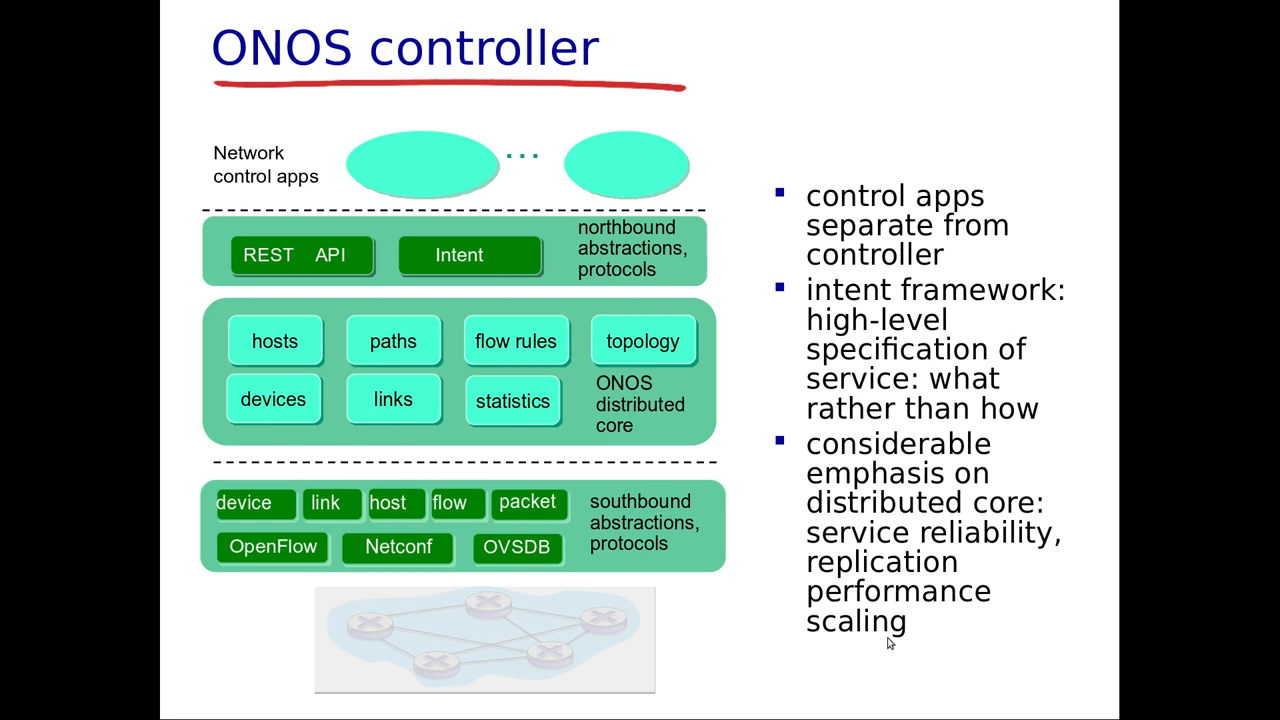 ONOS controller
Network
control apps
. . .
REST API
Intent
northbound
abstractions,
protocols
hosts
paths
flow rules
topology
devices
links
statistics
ONOS
distributed
core
device
link
host
flow
packet
southbound
abstractions,
protocols
OpenFlow
Netconf
OVSDB
control apps
separate from
controller
intent framework:
high-level
specification of
service: what
rather than how
considerable
emphasis on
distributed core:
service reliability,
replication
performance
scaling